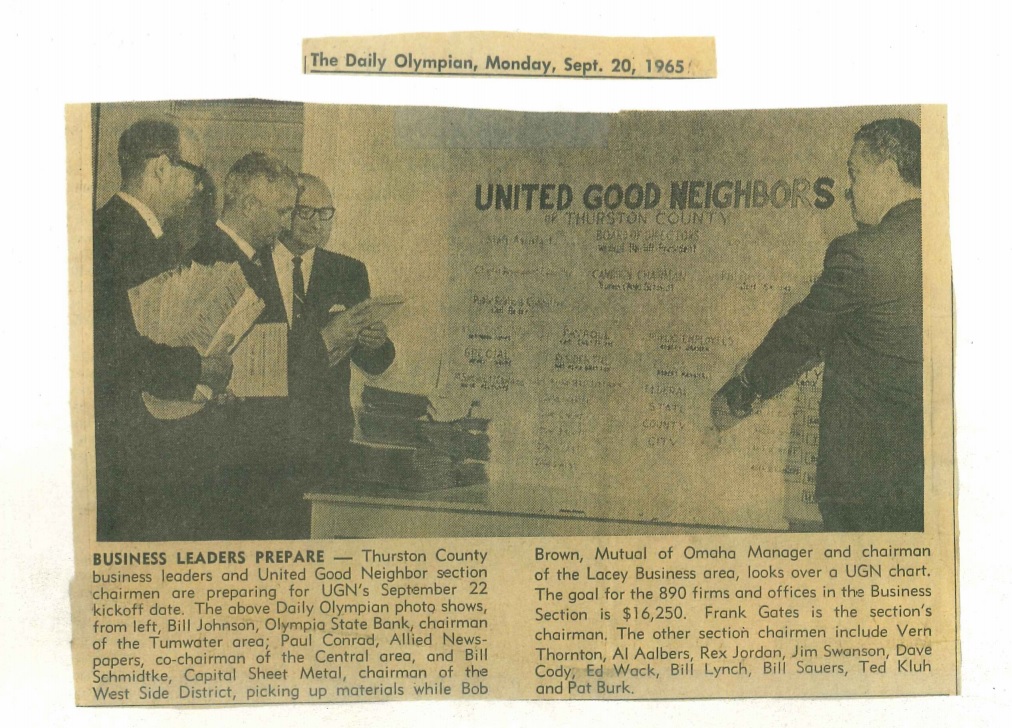 The Daily Olympian, Monday, Sept. 20, 1965
UNITED GOOD NEIGHBORS
OF THURSTON COUNTY
BOARD OF DIRECTORS
CAMPAIGN CHAIRMAN
PAYROLL
PUBLIC EMPLOYEES
SPECIAL
FEDERAL
STATE
COUNTY
CITY
BUSINESS LEADERS PREPARE — Thurston County
business leaders and United Good Neighbor section
chairmen are preparing for UGN's September 22
kickoff date. The above Daily Olympian photo shows,
from left, Bill Johnson, Olympia State Bank, chairman
of the Tumwater area; Paul Conrad, Allied News-
papers, co-chairman of the Central area, and Bill
Schmidtke, Capital Sheet Metal, chairman of the
West Side District, picking up materials while Bob
Brown, Mutual of Omaha Manager and chairman
of the Lacey Business area, looks over a UGN chart.
The goal for the 890 firms and offices in the Business
Section is $16,250. Frank Gates is the section's
chairman. The other section chairmen include Vern
Thornton, Al Aalbers, Rex Jordan, Jim Swanson, Dave
Cody, Ed Wack, Bill Lynch, Bill Sauers, Ted Kluh
and Pat Burk.